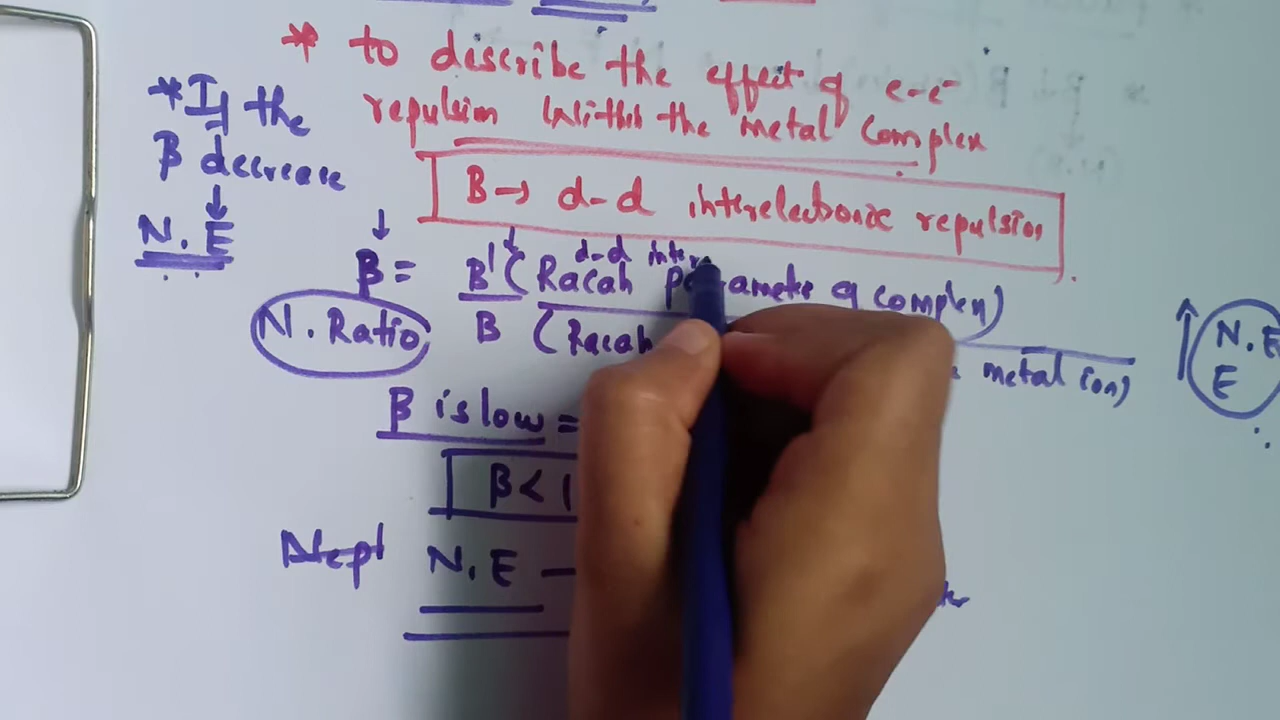 * to describe the effect of e-e-
repulsion within the metal complex
B → d-d interelectronic repulsion
* If the
β decrease
↓
N.E
d-d inter
β = B' (Racah Parameter of complex)
N. Ratio
B (Racah metal ion)
β is low =
β < 1
Nept N.E —
↑ N.E
E